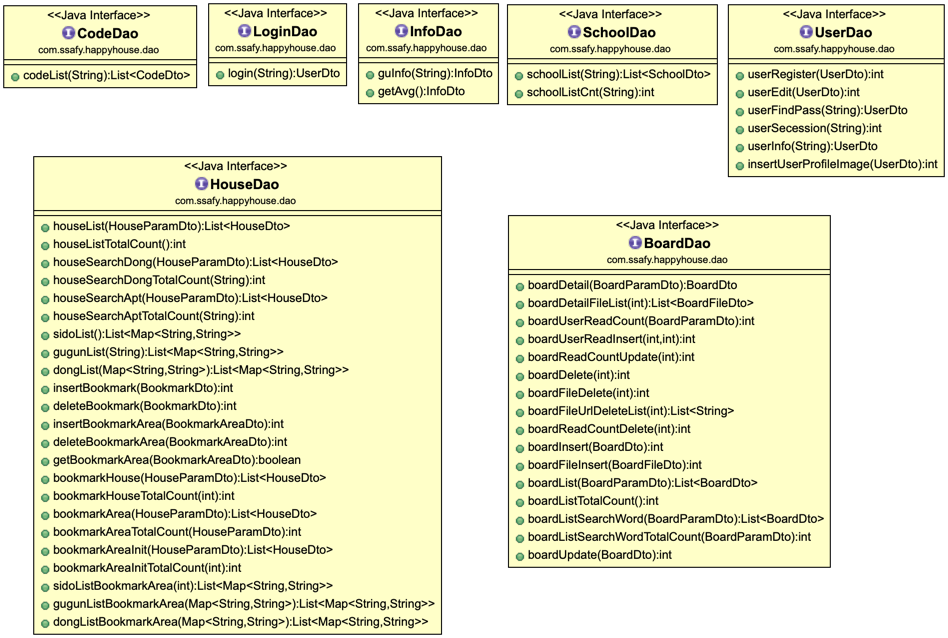 <<Java Interface>>
CodeDao
com.ssafy.happyhouse.dao
codeList(String):List<CodeDto>
<<Java Interface>>
LoginDao
com.ssafy.happyhouse.dao
login(String):UserDto
<<Java Interface>>
InfoDao
com.ssafy.happyhouse.dao
guInfo(String):InfoDto
getAvg():InfoDto
<<Java Interface>>
SchoolDao
com.ssafy.happyhouse.dao
schoolList(String):List<SchoolDto>
schoolListCnt(String):int
<<Java Interface>>
UserDao
com.ssafy.happyhouse.dao
userRegister(UserDto):int
userEdit(UserDto):int
userFindPass(String):UserDto
userSecession(String):int
userInfo(String):UserDto
insertUserProfileImage(UserDto):int
<<Java Interface>>
HouseDao
com.ssafy.happyhouse.dao
houseList(HouseParamDto):List<HouseDto>
houseListTotalCount():int
houseSearchDong(HouseParamDto):List<HouseDto>
houseSearchDongTotalCount(String):int
houseSearchApt(HouseParamDto):List<HouseDto>
houseSearchAptTotalCount(String):int
sidoList():List<Map<String,String>>
gugunList(String):List<Map<String,String>>
dongList(Map<String,String>):List<Map<String,String>>
insertBookmark(BookmarkDto):int
deleteBookmark(BookmarkDto):int
insertBookmarkArea(BookmarkAreaDto):int
deleteBookmarkArea(BookmarkAreaDto):int
getBookmarkArea(BookmarkAreaDto):boolean
bookmarkHouse(HouseParamDto):List<HouseDto>
bookmarkHouseTotalCount(int):int
bookmarkArea(HouseParamDto):List<HouseDto>
bookmarkAreaTotalCount(HouseParamDto):int
bookmarkAreaInit(HouseParamDto):List<HouseDto>
bookmarkAreaInitTotalCount(int):int
sidoListBookmarkArea(int):List<Map<String,String>>
gugunListBookmarkArea(Map<String,String>):List<Map<String,String>>
dongListBookmarkArea(Map<String,String>):List<Map<String,String>>
<<Java Interface>>
BoardDao
com.ssafy.happyhouse.dao
boardDetail(BoardParamDto):BoardDto
boardDetailFileList(int):List<BoardFileDto>
boardUserReadCount(BoardParamDto):int
boardUserReadInsert(int,int):int
boardReadCountUpdate(int):int
boardDelete(int):int
boardFileDelete(int):int
boardFileUrlDeleteList(int):List<String>
boardReadCountDelete(int):int
boardInsert(BoardDto):int
boardFileInsert(BoardFileDto):int
boardList(BoardParamDto):List<BoardDto>
boardListTotalCount():int
boardListSearchWord(BoardParamDto):List<BoardDto>
boardListSearchWordTotalCount(BoardParamDto):int
boardUpdate(BoardDto):int